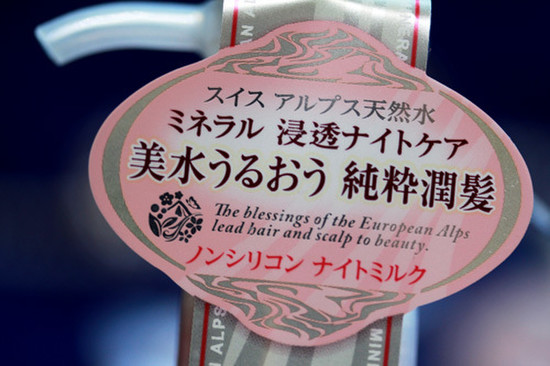 スイス アルプス天然水
ミネラル 浸透ナイトケア
美水うるおう 純粋潤髪
The blessings of the European Alps
lead hair and scalp to beauty.
ノンシリコン ナイトミルク